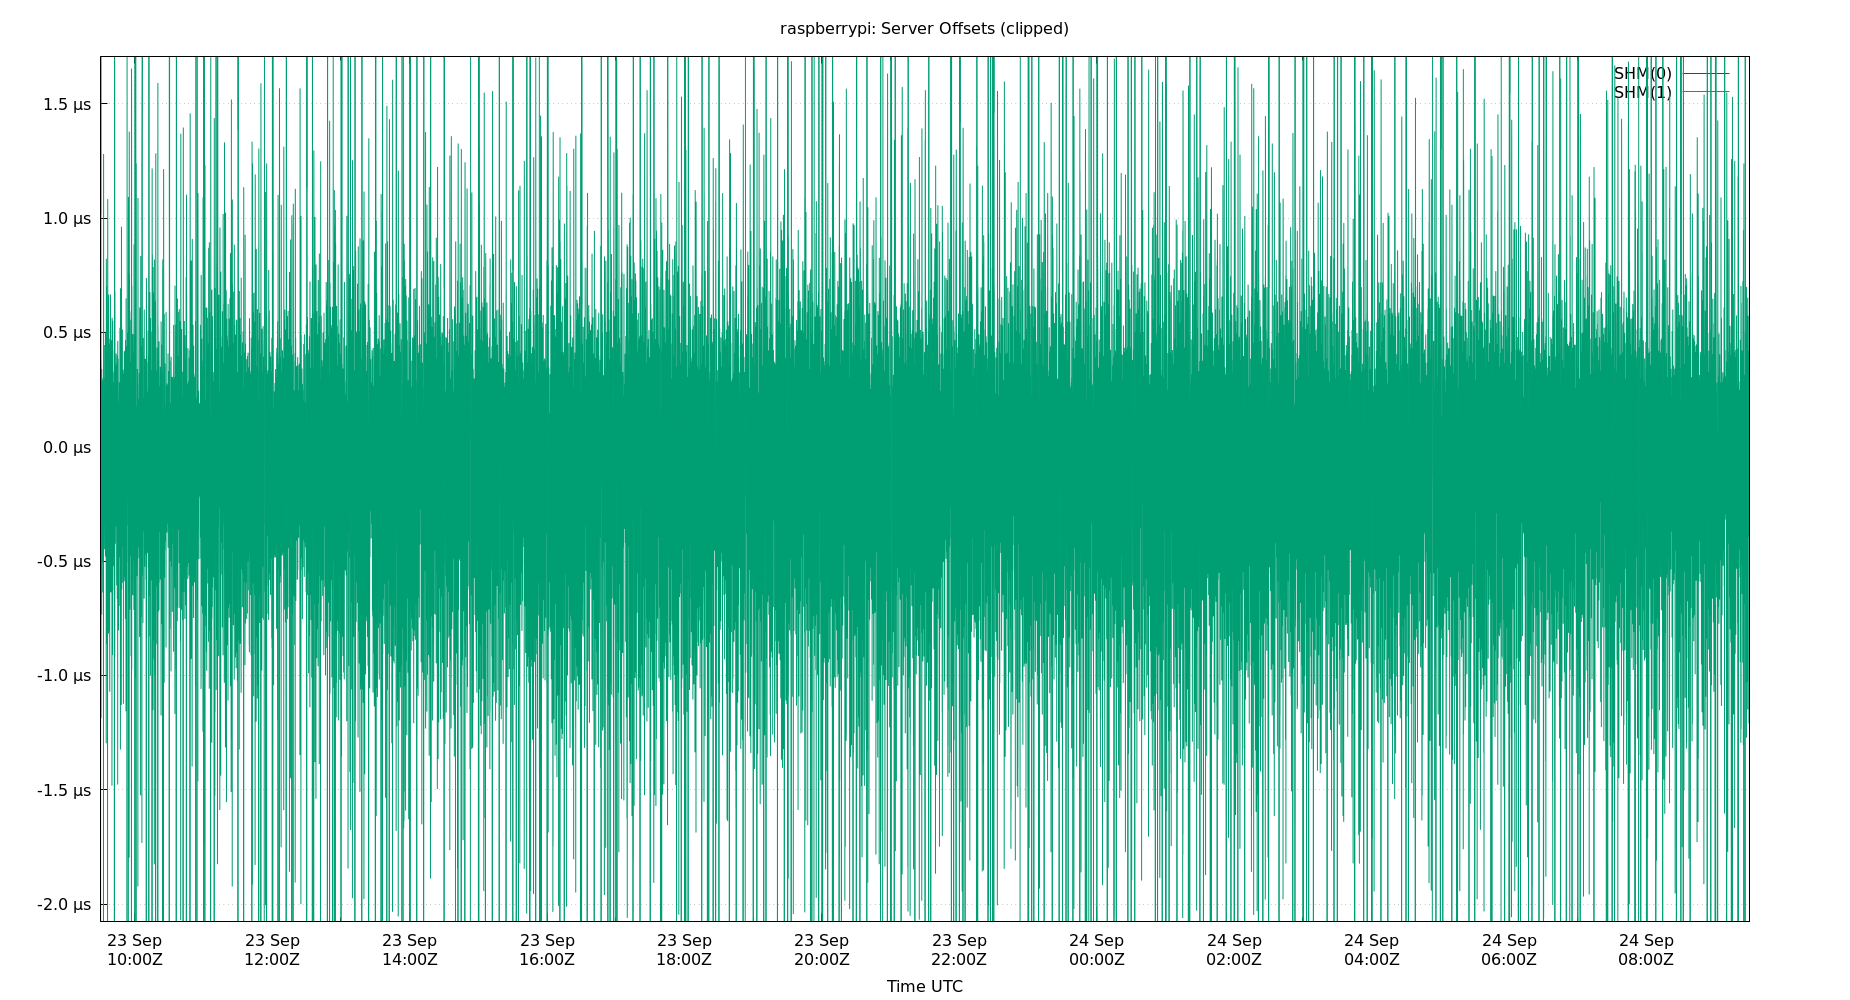 raspberrypi: Server Offsets (clipped)
SHM(0)
SHM(1)
1.5 µs
1.0 µs
0.5 µs
0.0 µs
-0.5 µs
-1.0 µs
-1.5 µs
-2.0 µs
23 Sep 23 Sep 23 Sep 23 Sep 23 Sep 23 Sep 23 Sep 24 Sep 24 Sep 24 Sep 24 Sep 24 Sep
10:00Z 12:00Z 14:00Z 16:00Z 18:00Z 20:00Z 22:00Z 00:00Z 02:00Z 04:00Z 06:00Z 08:00Z
Time UTC